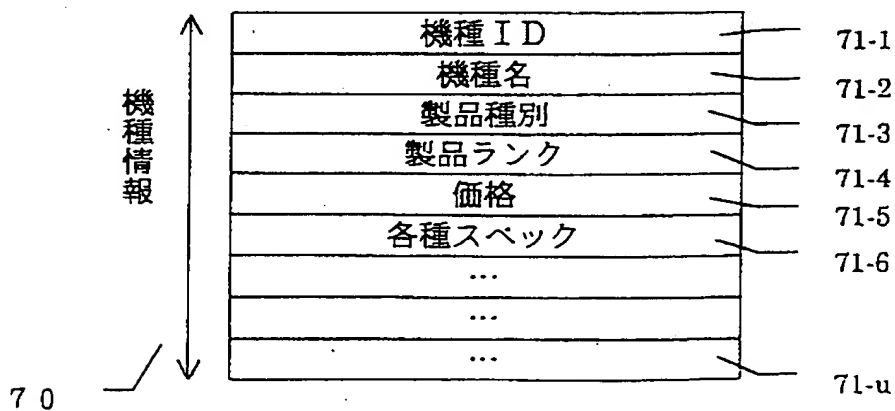 機種ID 71-1
機種名 71-2
製品種別 71-3
製品ランク 71-4
価格 71-5
各種スペック 71-6
…
…
… 71-u
機種情報
70